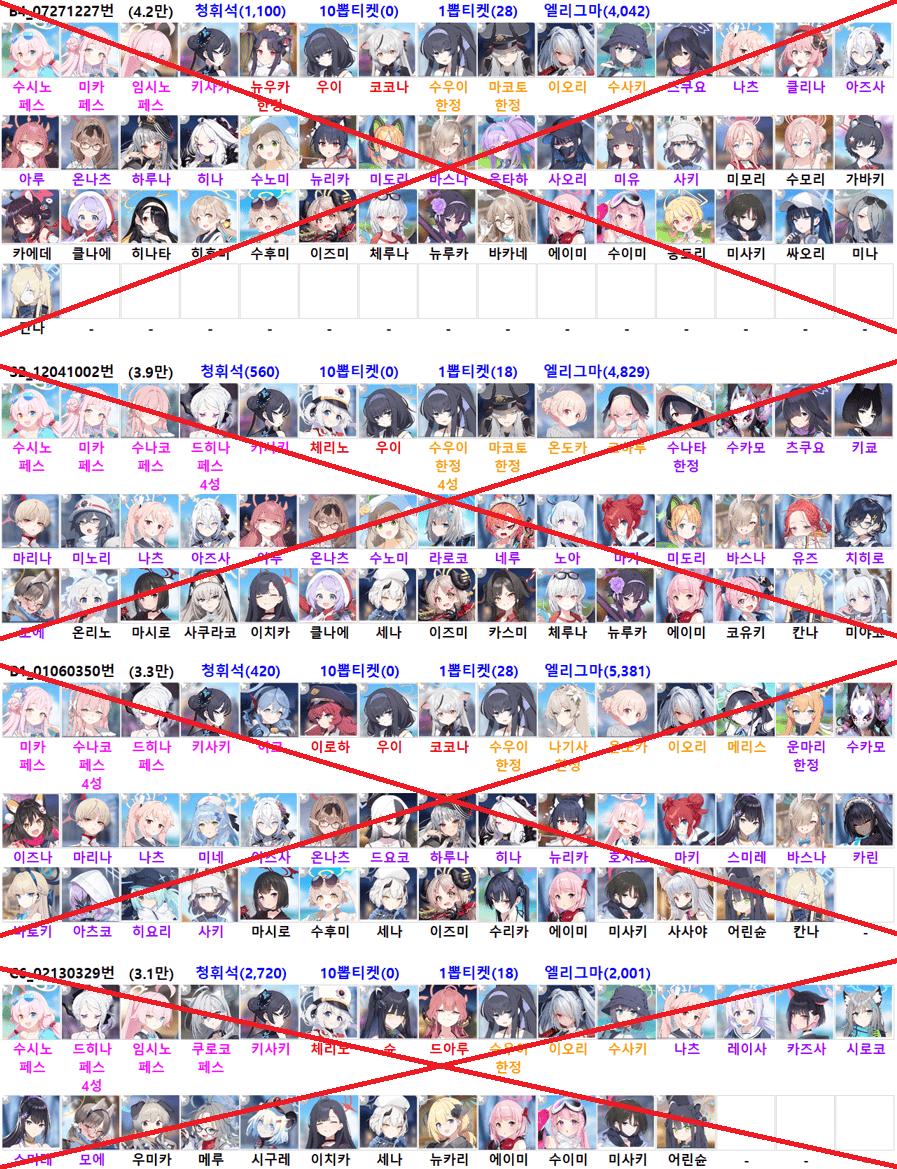 B4_07271227번 (4.2만) 청휘석(1,100) 10뽑티켓(0) 1뽑티켓(28) 엘리그마(4,042)
수시노 미카 임시노 키사키 뉴우카 우이 코코나 수우이 마코토 이오리 수사키 츠쿠요 나츠 클리나 아즈사
페스 페스 페스 한정 한정 한정
아루 온나츠 하루나 히나 수노미 뉴리카 미도리 바스나 응타하 사오리 미유 사키 미모리 수모리 가바키
카에데 클나에 히나타 히후미 수후미 이즈미 체루나 뉴루카 바카네 에이미 수이미 미사키 싸오리 미나
칸나 - - - - - - - - - - - - - -
S2_12041002번 (3.9만) 청휘석(560) 10뽑티켓(0) 1뽑티켓(18) 엘리그마(4,829)
수시노 미카 수나코 드히나 키사키 체리노 우이 수우이 마코토 온도카 수나타 수카모 츠쿠요 키쿄
페스 페스 페스 페스 한정 한정 한정
4성 4성
마리나 미노리 나츠 아즈사 아루 온나츠 수노미 라로코 네루 노아 마키 미도리 바스나 유즈 치히로
모에 온리노 마시로 사쿠라코 이치카 클나에 세나 이즈미 카스미 체루나 뉴루카 에이미 코유키 칸나 미야코
D1_01060350번 (3.3만) 청휘석(420) 10뽑티켓(0) 1뽑티켓(28) 엘리그마(5,381)
미카 수나코 드히나 키사키 아코 이로하 우이 코코나 수우이 나기사 온도카 이오리 메리스 운마리 수카모
페스 페스 페스 한정 한정 한정
4성
이즈나 마리나 나츠 미네 아즈사 온나츠 드요코 하루나 히나 뉴리카 호시노 마키 스미레 바스나 카린
바토키 아츠코 히요리 사키 마시로 수후미 세나 이즈미 수리카 에이미 미사키 사사야 어린슌 칸나 -
C6_02130329번 (3.1만) 청휘석(2,720) 10뽑티켓(0) 1뽑티켓(18) 엘리그마(2,001)
수시노 드히나 임시노 쿠로코 키사키 체리노 슌 드아루 수우이 이오리 수사키 나츠 레이사 카즈사 시로코
페스 페스 페스 페스 한정
4성
스미레 모에 우미카 메루 시구레 이치카 세나 뉴카리 에이미 수이미 미사키 어린슌 - - -